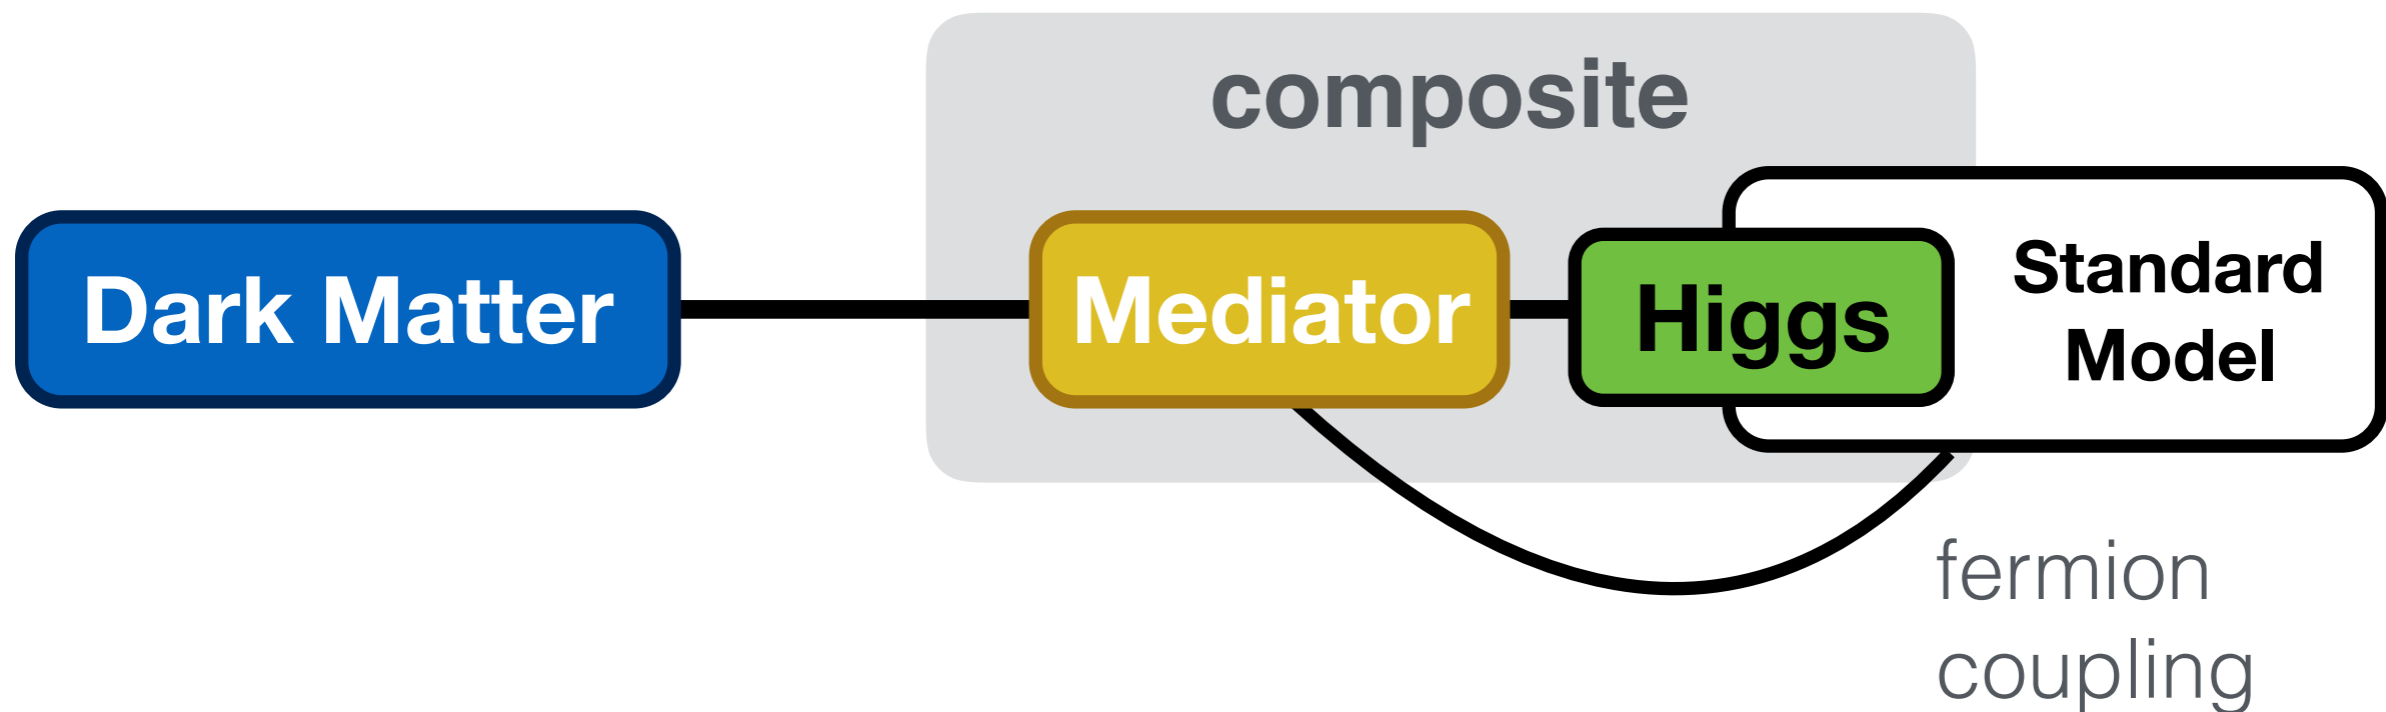 composite
Dark Matter
Mediator
Higgs
Standard
Model
fermion
coupling